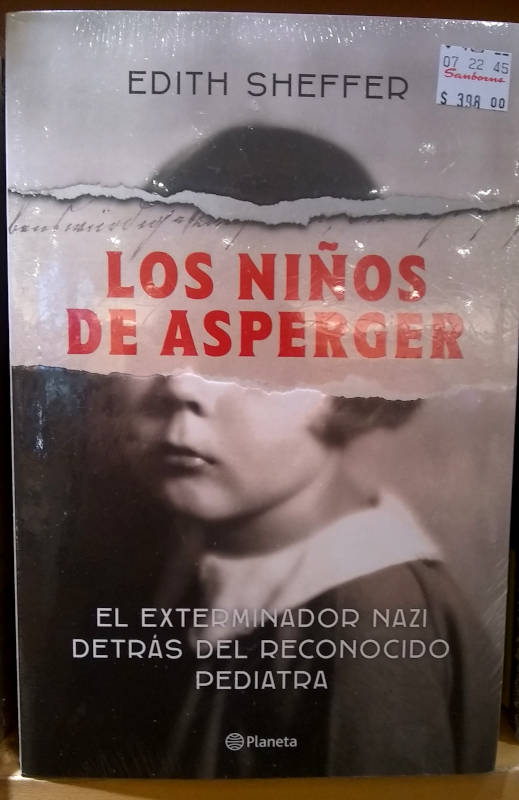 EDITH SHEFFER
07 22 45
Sanborns
$ 398 00
LOS NIÑOS
DE ASPERGER
EL EXTERMINADOR NAZI
DETRÁS DEL RECONOCIDO
PEDIATRA
Planeta